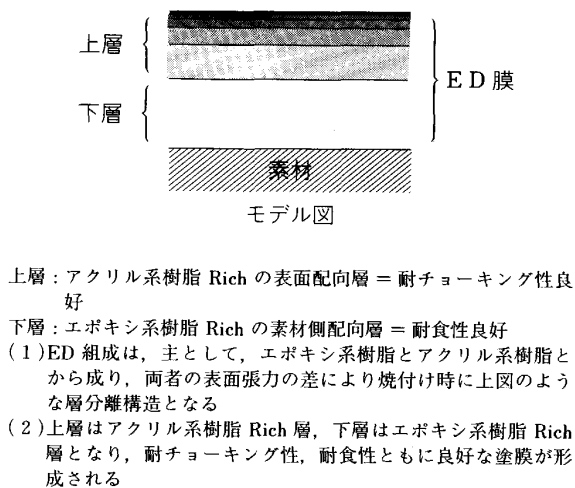 上層
ED膜
下層
素材
モデル図
上層：アクリル系樹脂 Rich の表面配向層＝耐チョーキング性良
好
下層：エポキシ系樹脂 Rich の素材側配向層＝耐食性良好
(1)ED 組成は，主として，エポキシ系樹脂とアクリル系樹脂と
から成り，両者の表面張力の差により焼付け時に上図のよう
な層分離構造となる
(2)上層はアクリル系樹脂 Rich 層，下層はエポキシ系樹脂 Rich
層となり，耐チョーキング性，耐食性ともに良好な塗膜が形
成される